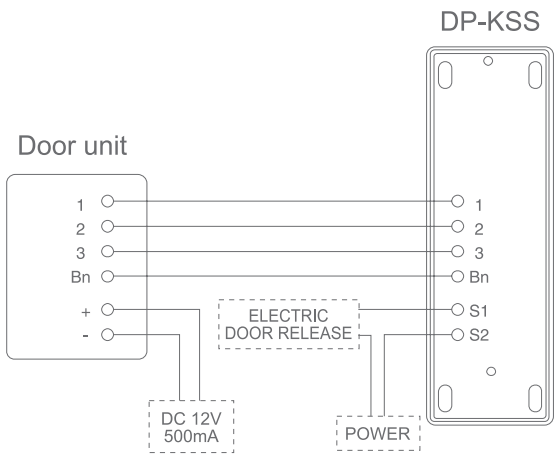 DP-KSS
Door unit
1
2
3
Bn
+
-
1
2
3
Bn
S1
S2
ELECTRIC
DOOR RELEASE
DC 12V
500mA
POWER